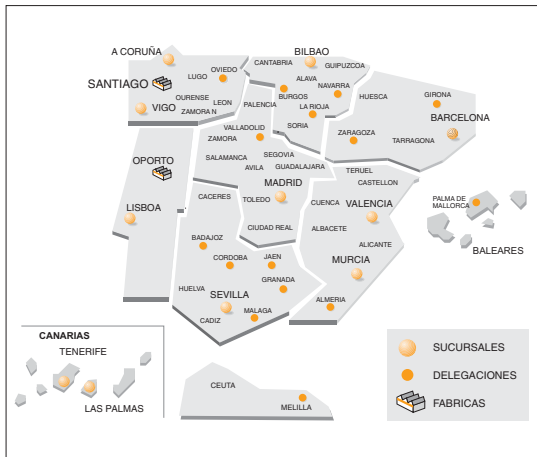 A CORUÑA
BILBAO
CANTABRIA
GUIPUZCOA
OVIEDO
LUGO
ALAVA
SANTIAGO
NAVARRA
HUESCA
GIRONA
BURGOS
OURENSE
LEON
PALENCIA
LA RIOJA
VIGO
ZAMORA N
BARCELONA
SORIA
VALLADOLID
ZAMORA
ZARAGOZA
TARRAGONA
OPORTO
SALAMANCA
SEGOVIA
AVILA
GUADALAJARA
TERUEL
CASTELLON
MADRID
CACERES
TOLEDO
CUENCA
VALENCIA
PALMA DE
MALLORCA
LISBOA
CIUDAD REAL
ALBACETE
BADAJOZ
ALICANTE
BALEARES
CORDOBA
JAEN
MURCIA
GRANADA
HUELVA
SEVILLA
ALMERIA
CADIZ
MALAGA
CANARIAS
TENERIFE
LAS PALMAS
CEUTA
MELILLA
SUCURSALES
DELEGACIONES
FABRICAS